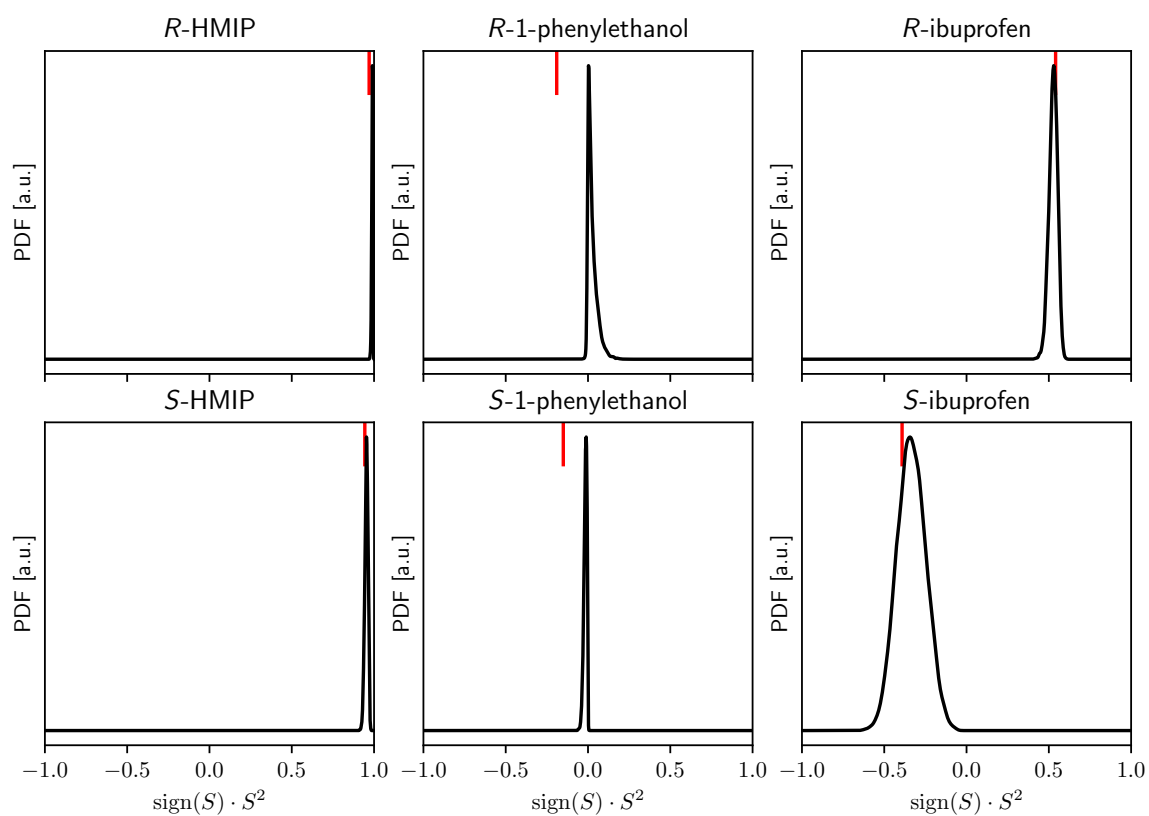 R-HMIP
R-1-phenylethanol
R-ibuprofen
PDF [a.u.]
PDF [a.u.]
PDF [a.u.]
S-HMIP
S-1-phenylethanol
S-ibuprofen
PDF [a.u.]
PDF [a.u.]
PDF [a.u.]
−1.0 −0.5 0.0 0.5 1.0
−1.0 −0.5 0.0 0.5 1.0
−1.0 −0.5 0.0 0.5 1.0
sign(S) · S²
sign(S) · S²
sign(S) · S²